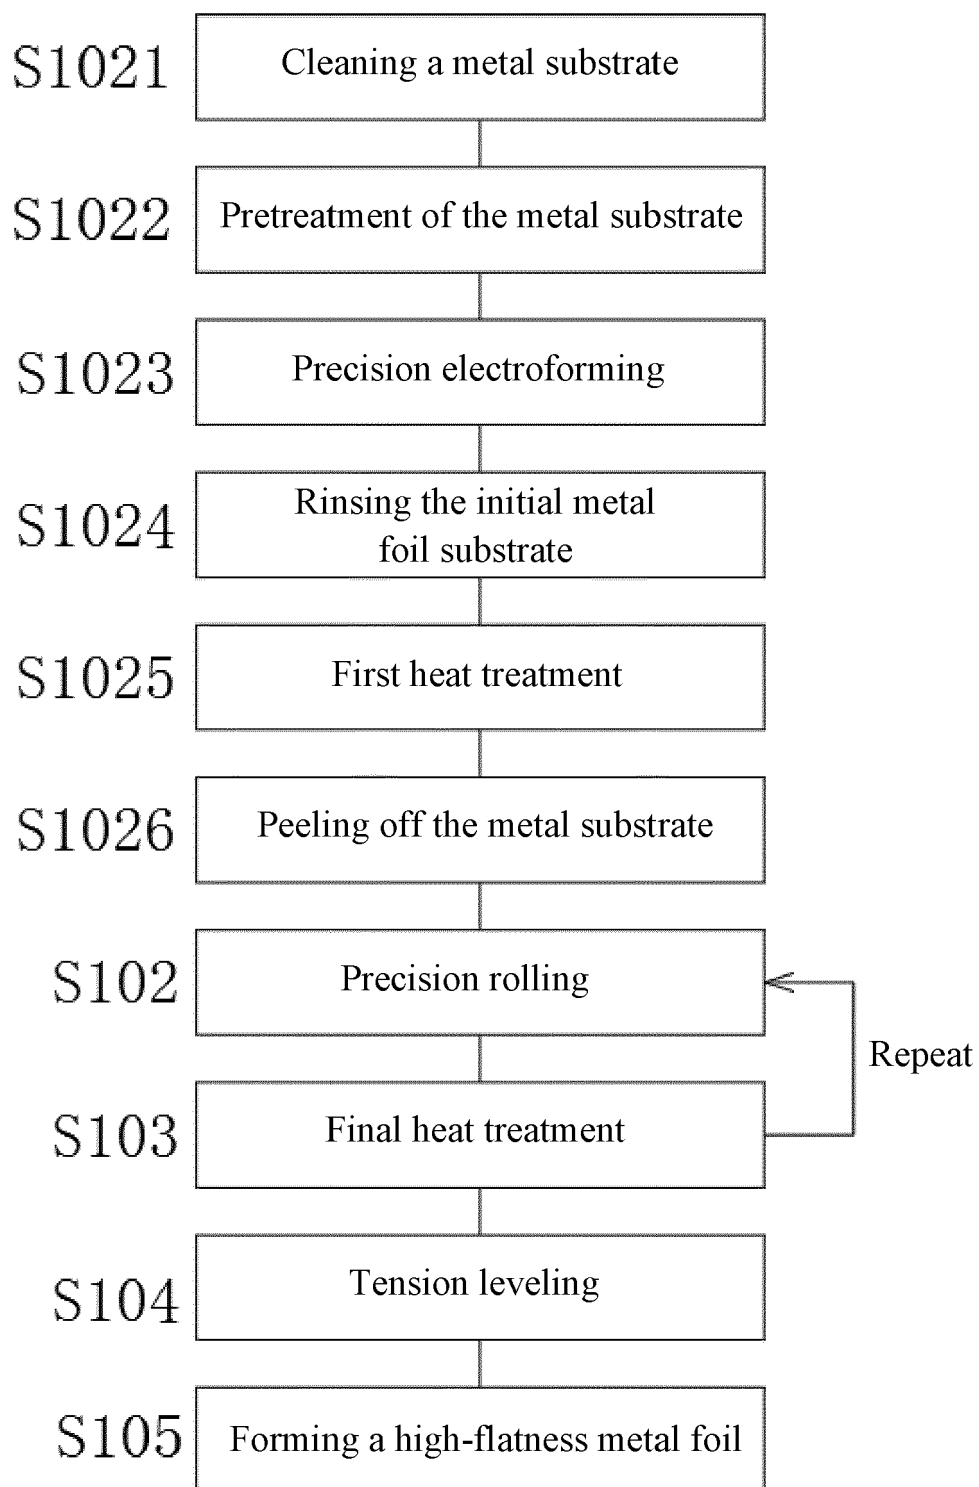 S1021 Cleaning a metal substrate
S1022 Pretreatment of the metal substrate
S1023 Precision electroforming
S1024 Rinsing the initial metal
foil substrate
S1025 First heat treatment
S1026 Peeling off the metal substrate
S102 Precision rolling
Repeat
S103 Final heat treatment
S104 Tension leveling
S105 Forming a high-flatness metal foil